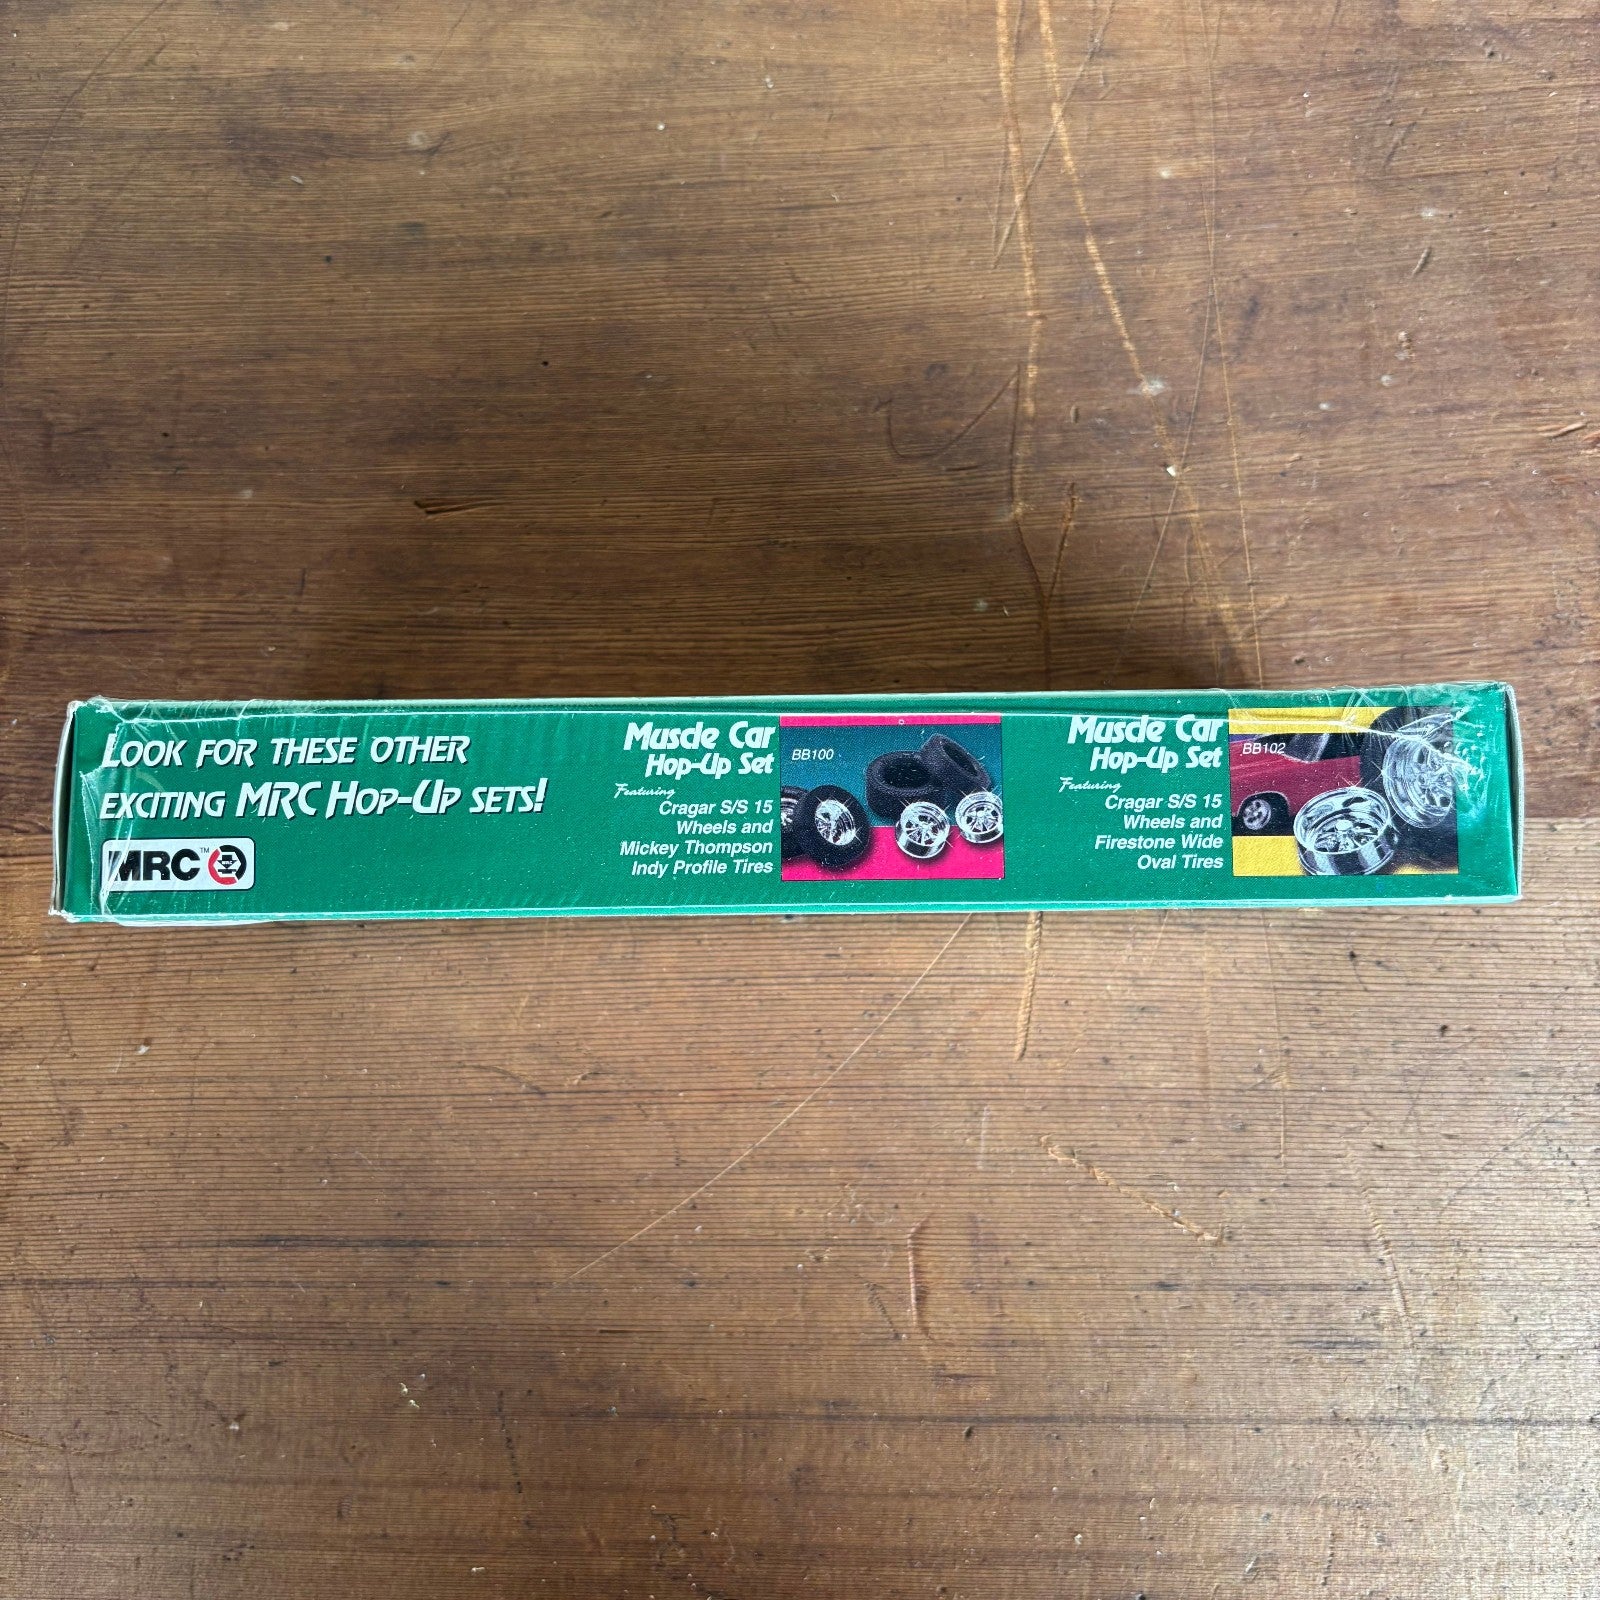 LOOK FOR THESE OTHER
EXCITING MRC HOP-UP SETS!
MRC™
Muscle Car
Hop-Up Set
Featuring
Cragar S/S 15
Wheels and
Mickey Thompson
Indy Profile Tires
BB100
Muscle Car
Hop-Up Set
Featuring
Cragar S/S 15
Wheels and
Firestone Wide
Oval Tires
BB102